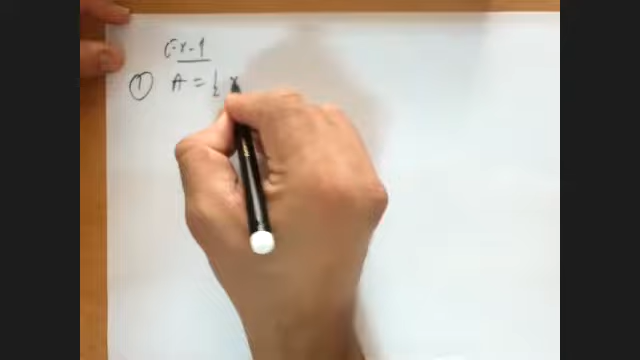 Ex-1
① A = 1/2 x